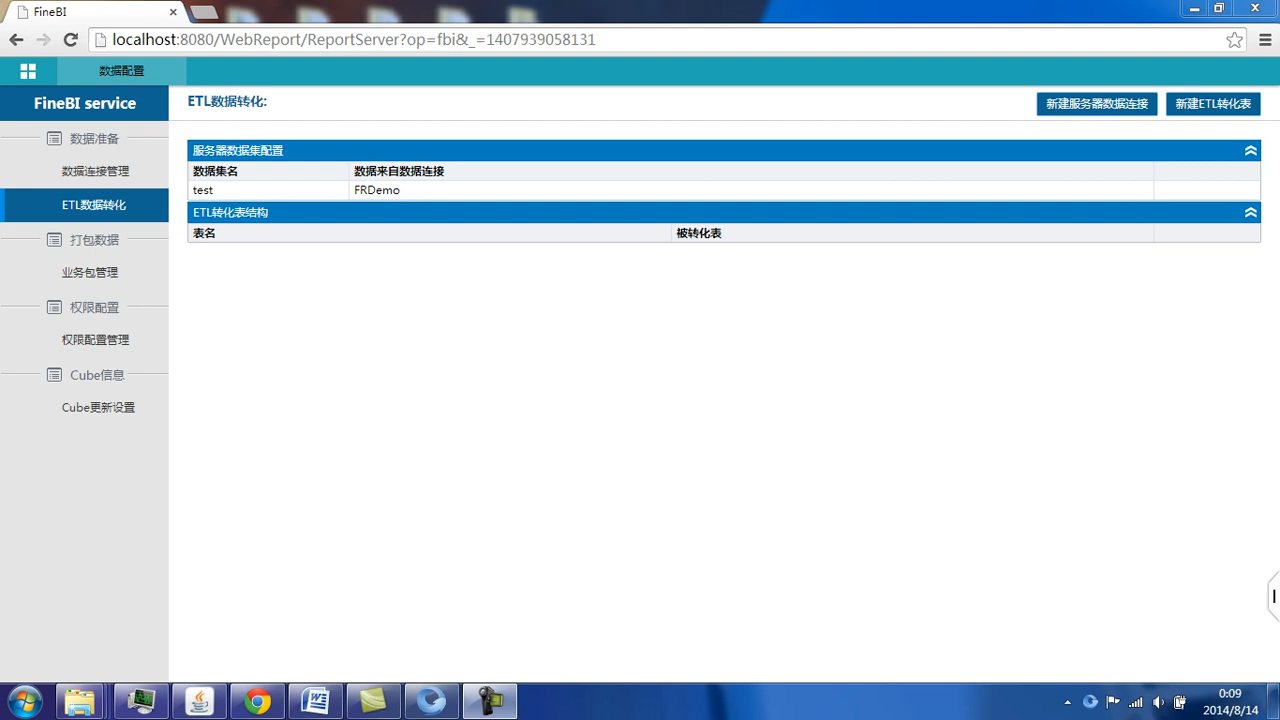 FineBI
localhost:8080/WebReport/ReportServer?op=fbi&_=1407939058131
数据配置
FineBI service
数据准备
数据连接管理
ETL数据转化
打包数据
业务包管理
权限配置
权限配置管理
Cube信息
Cube更新设置
ETL数据转化:
新建服务器数据连接 新建ETL转化表
服务器数据集配置
数据集名 数据来自数据连接
test FRDemo
ETL转化表结构
表名 被转化表
0:09
2014/8/14